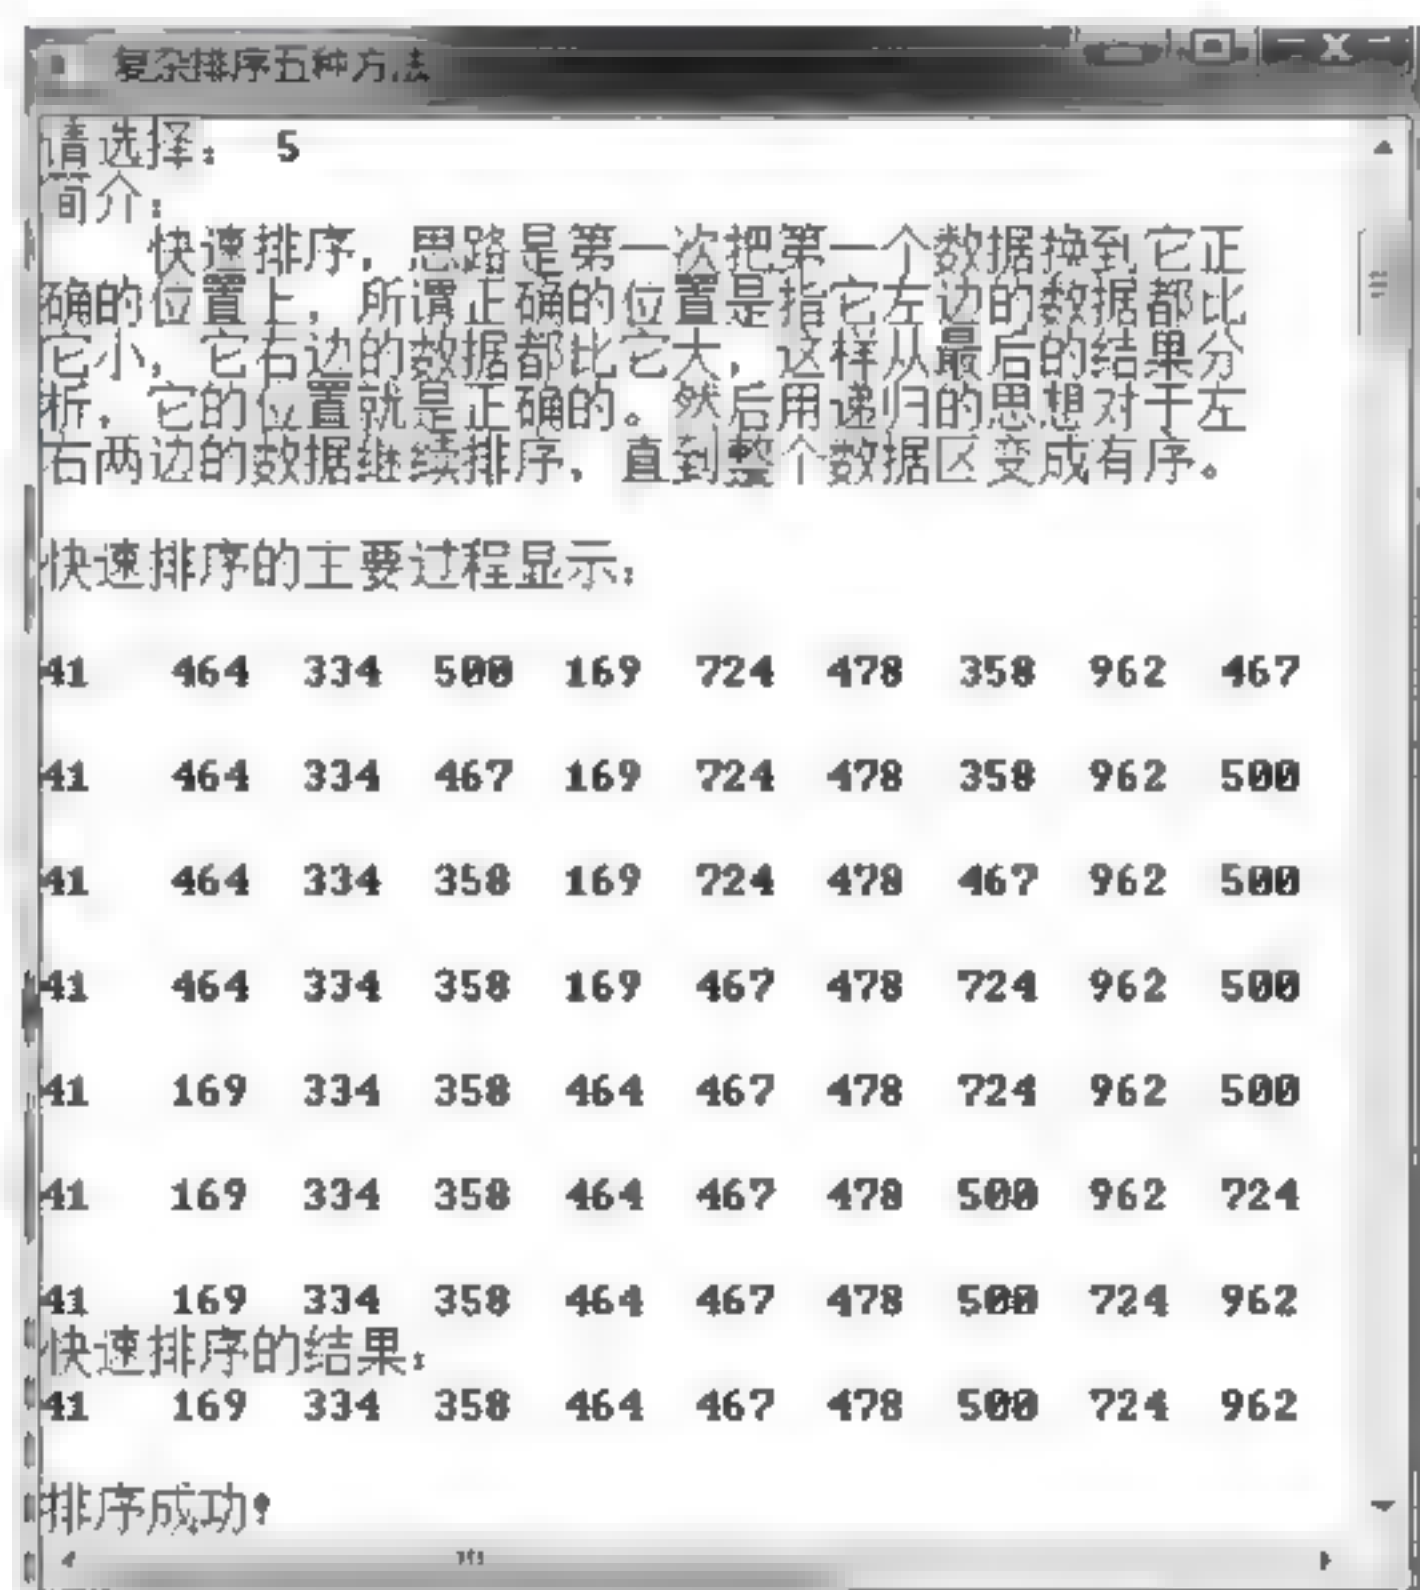 复杂排序五种方法
请选择: 5
简介:
快速排序, 思路是第一次把第一个数据换到它正
确的位置上, 所谓正确的位置是指它左边的数据都比
它小, 它右边的数据都比它大, 这样从最后的结果分
析, 它的位置就是正确的。然后用递归的思想对于左
右两边的数据继续排序, 直到整个数据区变成有序。
快速排序的主要过程显示:
41 464 334 500 169 724 478 358 962 467
41 464 334 467 169 724 478 358 962 500
41 464 334 358 169 724 478 467 962 500
41 464 334 358 169 467 478 724 962 500
41 169 334 358 464 467 478 724 962 500
41 169 334 358 464 467 478 500 962 724
41 169 334 358 464 467 478 500 724 962
快速排序的结果:
41 169 334 358 464 467 478 500 724 962
排序成功!